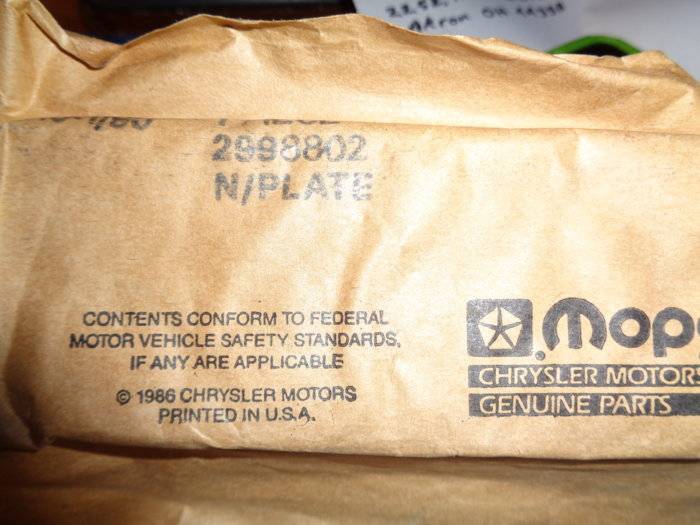 2998802
N/PLATE
CONTENTS CONFORM TO FEDERAL
MOTOR VEHICLE SAFETY STANDARDS,
IF ANY ARE APPLICABLE
© 1986 CHRYSLER MOTORS
PRINTED IN U.S.A.
Mopa
CHRYSLER MOTORS
GENUINE PARTS